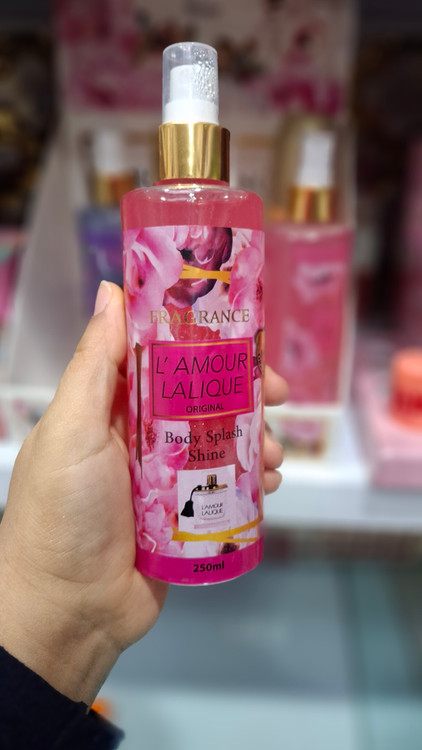 FRAGRANCE
L' AMOUR
LALIQUE
ORIGINAL
Body Splash
Shine
L'AMOUR
LALIQUE
250ml